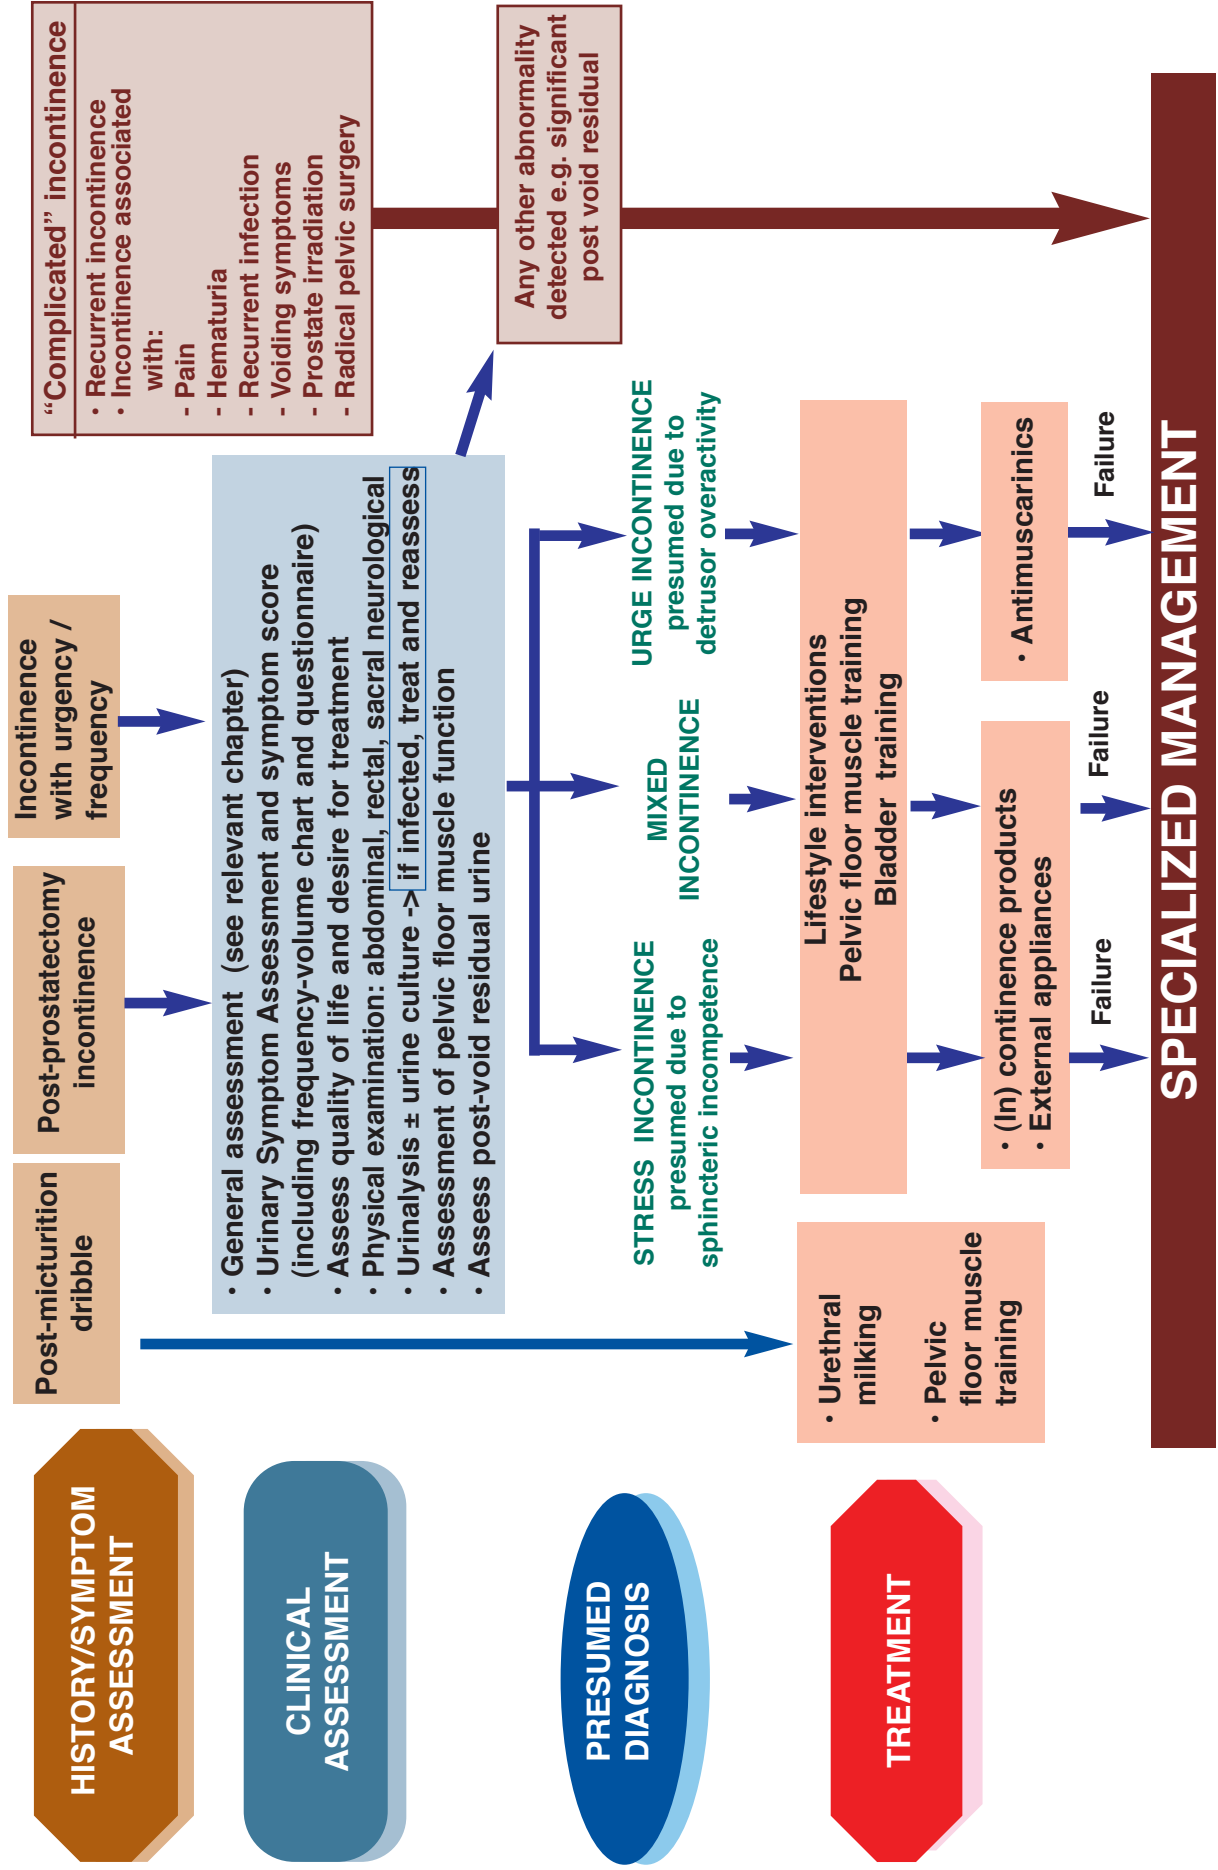 HISTORY/SYMPTOM
ASSESSMENT
Post-micturition
dribble
Post-prostatectomy
incontinence
Incontinence
with urgency /
frequency
“Complicated” incontinence
· Recurrent incontinence
· Incontinence associated
with:
- Pain
- Hematuria
- Recurrent infection
- Voiding symptoms
- Prostate irradiation
- Radical pelvic surgery
CLINICAL
ASSESSMENT
· General assessment (see relevant chapter)
· Urinary Symptom Assessment and symptom score
(including frequency-volume chart and questionnaire)
· Assess quality of life and desire for treatment
· Physical examination: abdominal, rectal, sacral neurological
· Urinalysis ± urine culture -> if infected, treat and reassess
· Assessment of pelvic floor muscle function
· Assess post-void residual urine
Any other abnormality
detected e.g. significant
post void residual
PRESUMED
DIAGNOSIS
STRESS INCONTINENCE
presumed due to
sphincteric incompetence
MIXED
INCONTINENCE
URGE INCONTINENCE
presumed due to
detrusor overactivity
TREATMENT
· Urethral
milking
· Pelvic
floor muscle
training
Lifestyle interventions
Pelvic floor muscle training
Bladder training
· (In) continence products
· External appliances
· Antimuscarinics
Failure
Failure
Failure
SPECIALIZED MANAGEMENT